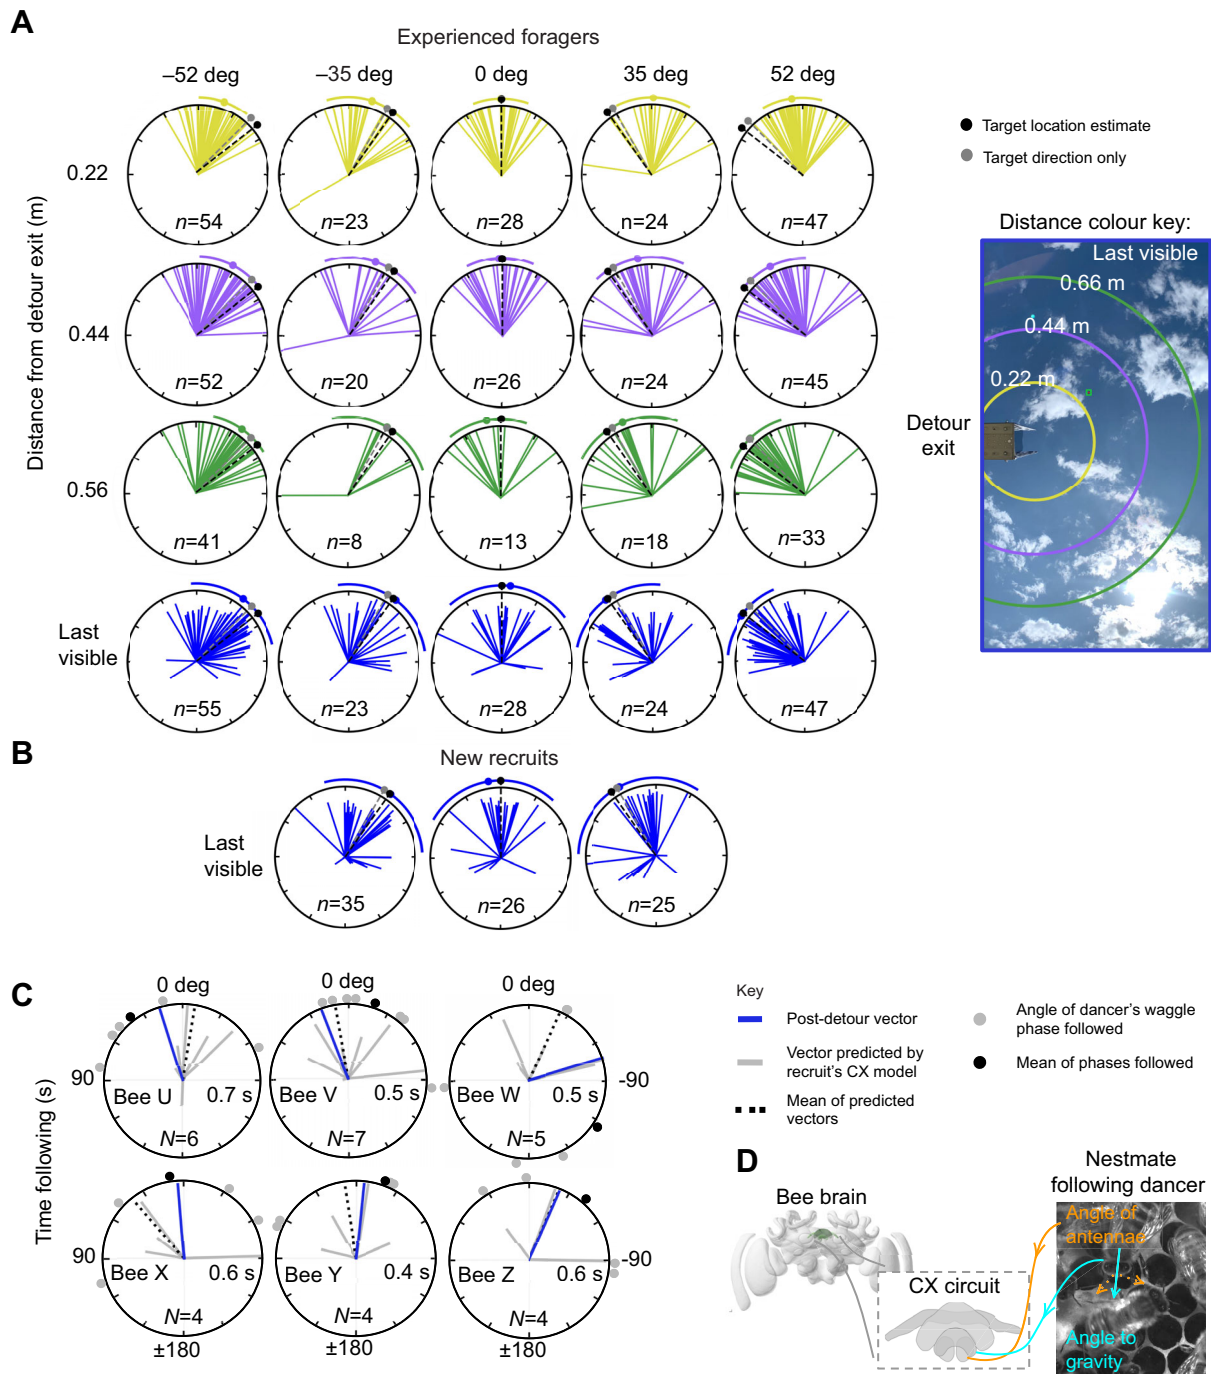 A
Experienced foragers
–52 deg
–35 deg
0 deg
35 deg
52 deg
Distance from detour exit (m)
0.22
n=54
n=23
n=28
n=24
n=47
0.44
n=52
n=20
n=26
n=24
n=45
0.56
n=41
n=8
n=13
n=18
n=33
Last
visible
n=55
n=23
n=28
n=24
n=47
Target location estimate
Target direction only
Distance colour key:
Last visible
0.66 m
0.44 m
0.22 m
Detour
exit
B
New recruits
Last
visible
n=35
n=26
n=25
C
Time following (s)
0 deg
0 deg
0
90
-90
Bee U
0.7 s
N=6
Bee V
0.5 s
N=7
Bee W
0.5 s
N=5
90
-90
Bee X
0.6 s
N=4
Bee Y
0.4 s
N=4
Bee Z
0.6 s
N=4
±180
±180
±180
Key
Post-detour vector
Vector predicted by
recruit's CX model
Mean of predicted
vectors
Angle of dancer's waggle
phase followed
Mean of phases followed
D
Bee brain
CX circuit
Nestmate
following dancer
Angle of
antennae
Angle to
gravity